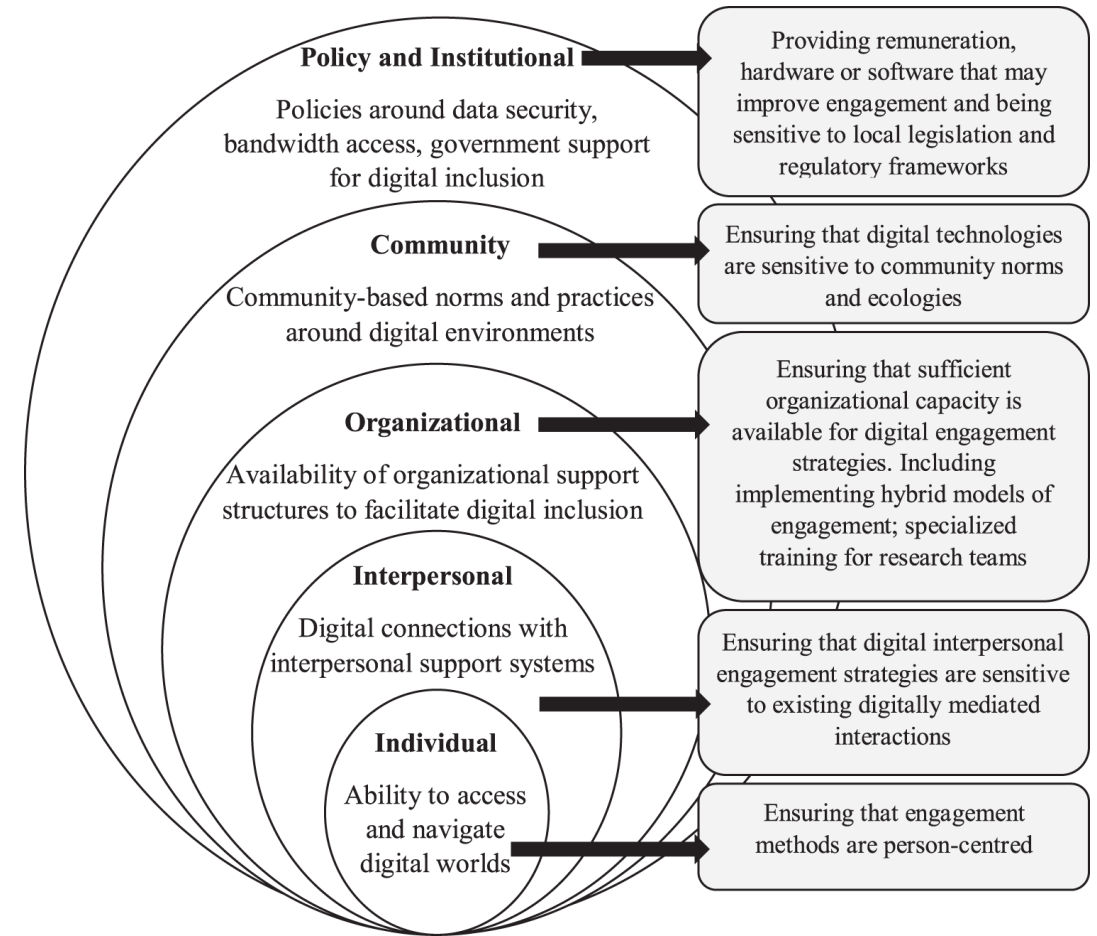 Policy and Institutional
Policies around data security,
bandwidth access, government support
for digital inclusion
Providing remuneration,
hardware or software that may
improve engagement and being
sensitive to local legislation and
regulatory frameworks
Community
Community-based norms and practices
around digital environments
Ensuring that digital technologies
are sensitive to community norms
and ecologies
Organizational
Availability of organizational support
structures to facilitate digital inclusion
Ensuring that sufficient
organizational capacity is
available for digital engagement
strategies. Including
implementing hybrid models of
engagement; specialized
training for research teams
Interpersonal
Digital connections with
interpersonal support systems
Ensuring that digital interpersonal
engagement strategies are sensitive
to existing digitally mediated
interactions
Individual
Ability to access
and navigate
digital worlds
Ensuring that engagement
methods are person-centred